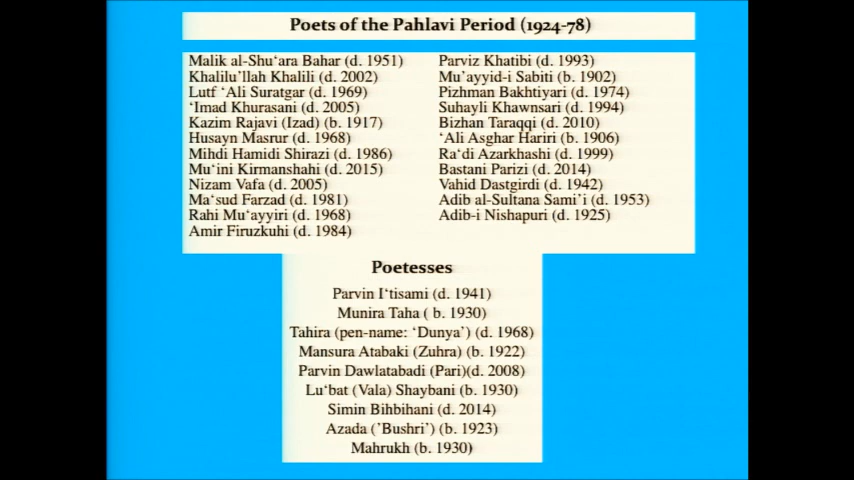 Poets of the Pahlavi Period (1924-78)
Malik al-Shu‘ara Bahar (d. 1951)
Khalilu’llah Khalili (d. 2002)
Lutf ‘Ali Suratgar (d. 1969)
‘Imad Khurasani (d. 2005)
Kazim Rajavi (Izad) (b. 1917)
Husayn Masrur (d. 1968)
Mihdi Hamidi Shirazi (d. 1986)
Mu‘ini Kirmanshahi (d. 2015)
Nizam Vafa (d. 2005)
Ma‘sud Farzad (d. 1981)
Rahi Mu‘ayyiri (d. 1968)
Amir Firuzkuhi (d. 1984)
Parviz Khatibi (d. 1993)
Mu’ayyid-i Sabiti (b. 1902)
Pizhman Bakhtiyari (d. 1974)
Suhayli Khawnsari (d. 1994)
Bizhan Taraqqi (d. 2010)
‘Ali Asghar Hariri (b. 1906)
Ra‘di Azarkhashi (d. 1999)
Bastani Parizi (d. 2014)
Vahid Dastgirdi (d. 1942)
Adib al-Sultana Sami’i (d. 1953)
Adib-i Nishapuri (d. 1925)
Poetesses
Parvin I‘tisami (d. 1941)
Munira Taha ( b. 1930)
Tahira (pen-name: ‘Dunya’) (d. 1968)
Mansura Atabaki (Zuhra) (b. 1922)
Parvin Dawlatabadi (Pari)(d. 2008)
Lu‘bat (Vala) Shaybani (b. 1930)
Simin Bihbihani (d. 2014)
Azada (’Bushri’) (b. 1923)
Mahrukh (b. 1930)